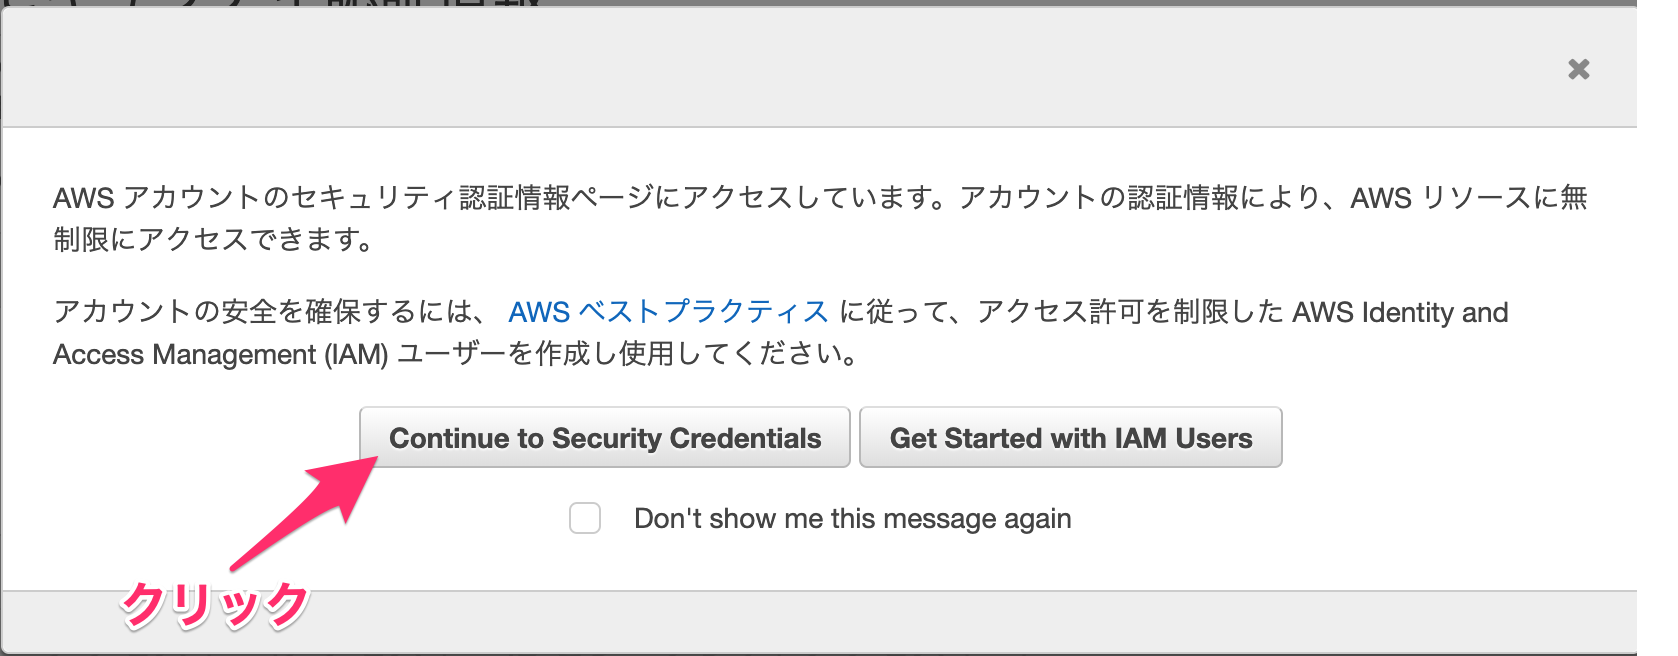 AWS アカウントのセキュリティ認証情報ページにアクセスしています。アカウントの認証情報により、AWS リソースに無
制限にアクセスできます。
アカウントの安全を確保するには、 AWS ベストプラクティス に従って、アクセス許可を制限した AWS Identity and
Access Management (IAM) ユーザーを作成し使用してください。
Continue to Security Credentials Get Started with IAM Users
Don't show me this message again
クリック